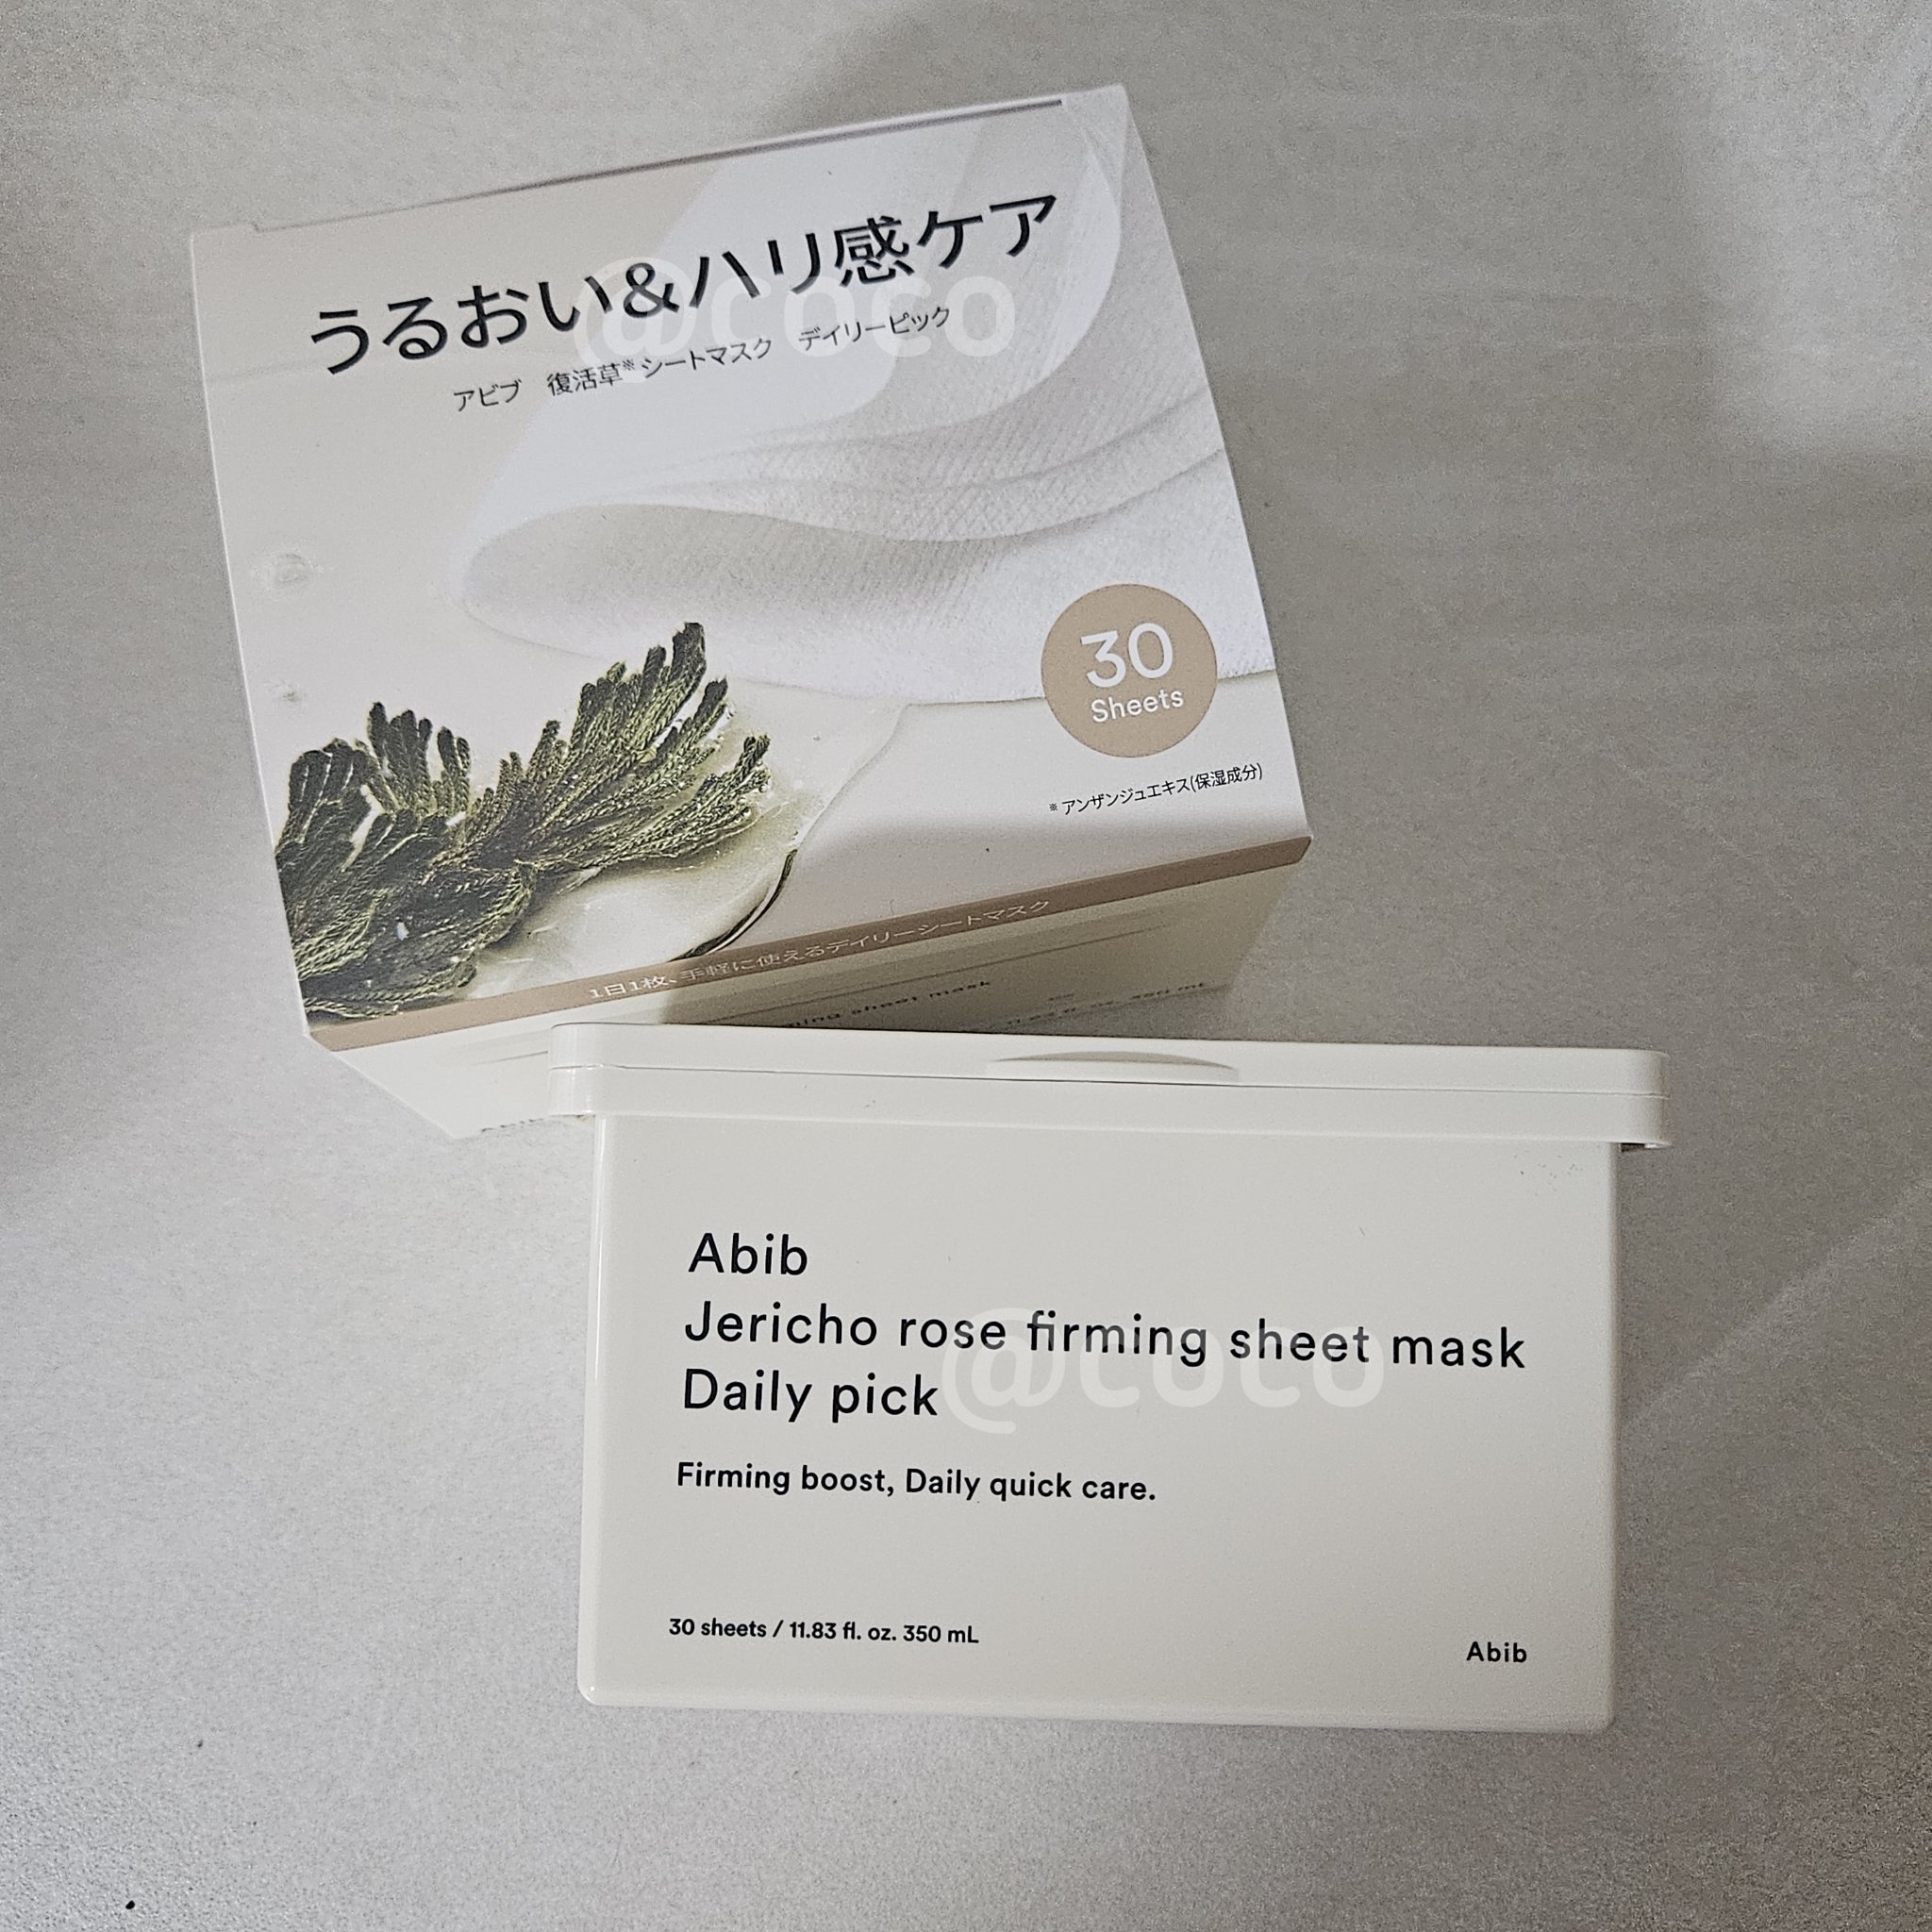 うるおい&ハリ感ケア
アビブ 復活草※シートマスク デイリーピック
30
Sheets
※ アンザンジュエキス(保湿成分)
1日1枚、手軽に使えるデイリーシートマスク
sheet mask
@coco
Abib
Jericho rose firming sheet mask
Daily pick
Firming boost, Daily quick care.
30 sheets / 11.83 fl. oz. 350 mL
Abib
@coco